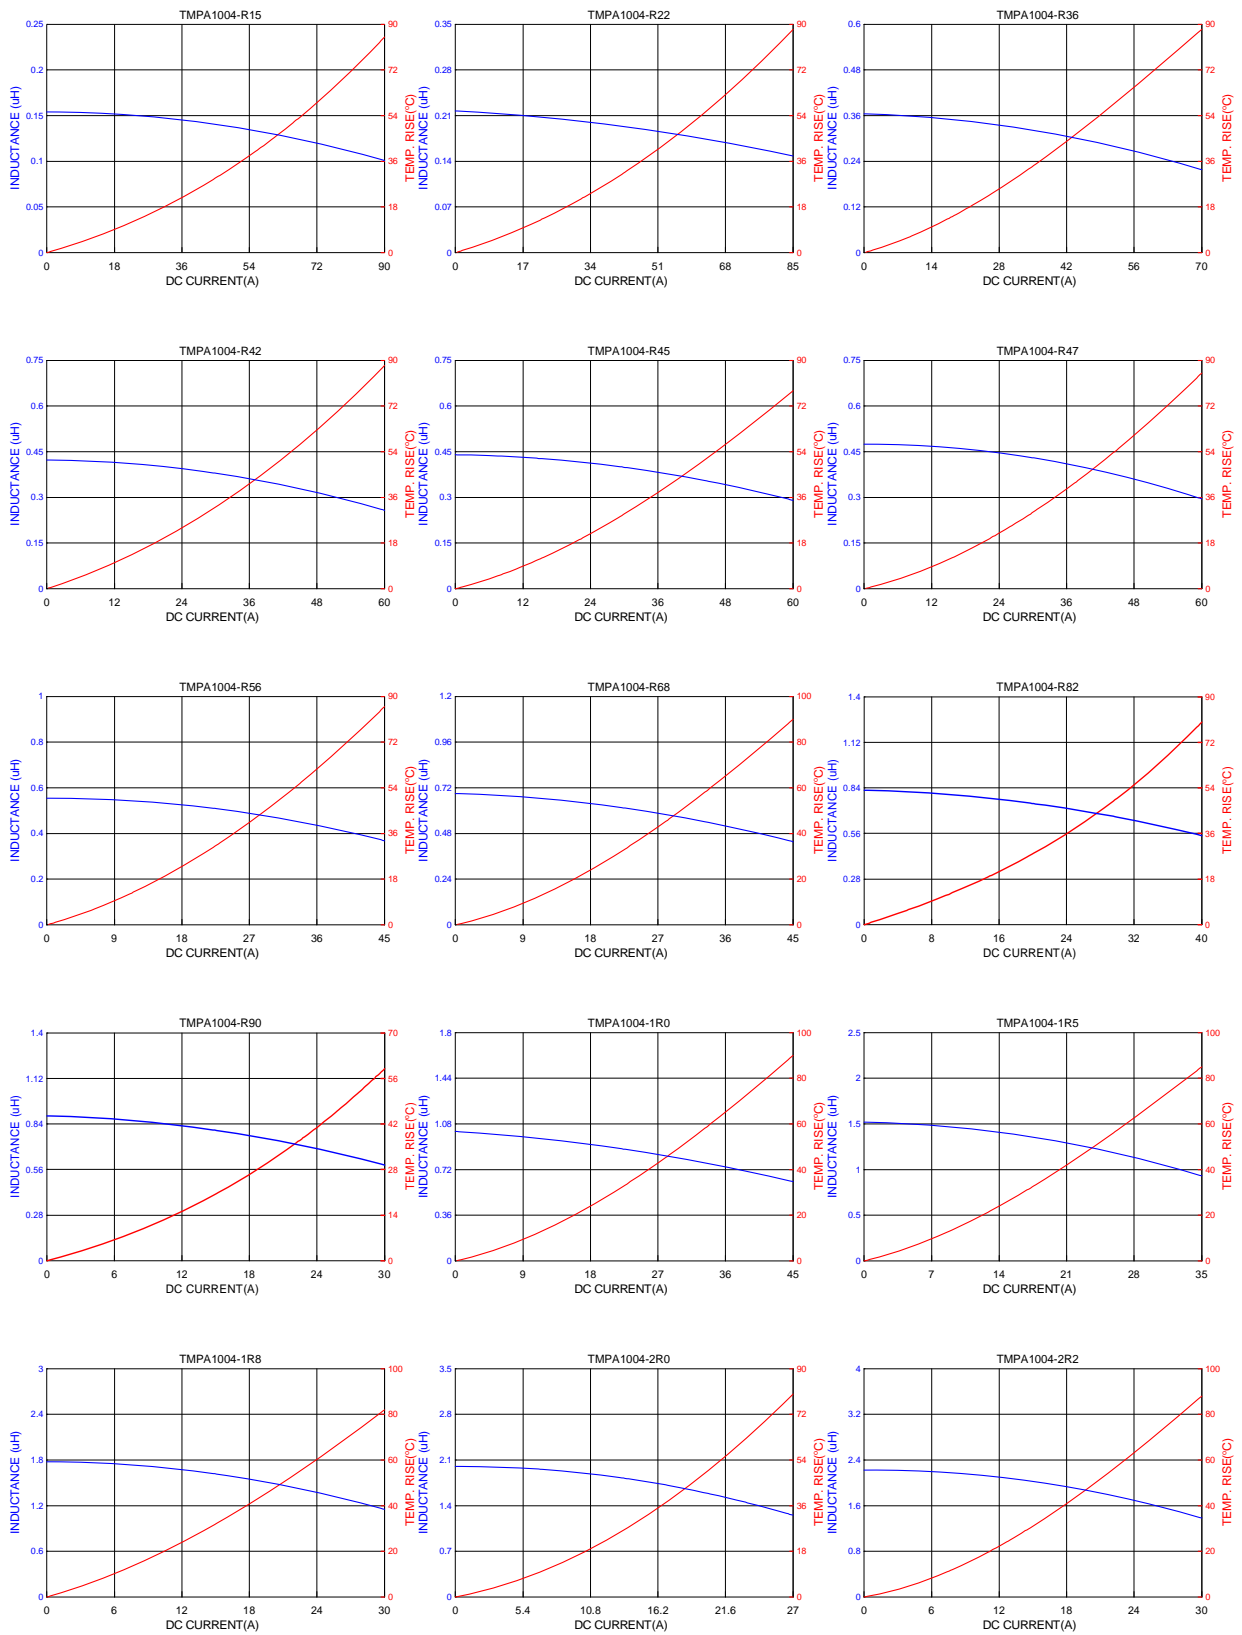 TMPA1004-R15
0.25
0.2
0.15
0.1
0.05
0
INDUCTANCE (uH)
90
72
54
36
18
0
TEMP. RISE(°C)
0 18 36 54 72 90
DC CURRENT(A)
TMPA1004-R22
0.35
0.28
0.21
0.14
0.07
0
INDUCTANCE (uH)
90
72
54
36
18
0
TEMP. RISE(°C)
0 17 34 51 68 85
DC CURRENT(A)
TMPA1004-R36
0.6
0.48
0.36
0.24
0.12
0
INDUCTANCE (uH)
90
72
54
36
18
0
TEMP. RISE(°C)
0 14 28 42 56 70
DC CURRENT(A)
TMPA1004-R42
0.75
0.6
0.45
0.3
0.15
0
INDUCTANCE (uH)
90
72
54
36
18
0
TEMP. RISE(°C)
0 12 24 36 48 60
DC CURRENT(A)
TMPA1004-R45
0.75
0.6
0.45
0.3
0.15
0
INDUCTANCE (uH)
90
72
54
36
18
0
TEMP. RISE(°C)
0 12 24 36 48 60
DC CURRENT(A)
TMPA1004-R47
0.75
0.6
0.45
0.3
0.15
0
INDUCTANCE (uH)
90
72
54
36
18
0
TEMP. RISE(°C)
0 12 24 36 48 60
DC CURRENT(A)
TMPA1004-R56
1
0.8
0.6
0.4
0.2
0
INDUCTANCE (uH)
90
72
54
36
18
0
TEMP. RISE(°C)
0 9 18 27 36 45
DC CURRENT(A)
TMPA1004-R68
1.2
0.96
0.72
0.48
0.24
0
INDUCTANCE (uH)
100
80
60
40
20
0
TEMP. RISE(°C)
0 9 18 27 36 45
DC CURRENT(A)
TMPA1004-R82
1.4
1.12
0.84
0.56
0.28
0
INDUCTANCE (uH)
90
72
54
36
18
0
TEMP. RISE(°C)
0 8 16 24 32 40
DC CURRENT(A)
TMPA1004-R90
1.4
1.12
0.84
0.56
0.28
0
INDUCTANCE (uH)
70
56
42
28
14
0
TEMP. RISE(°C)
0 6 12 18 24 30
DC CURRENT(A)
TMPA1004-1R0
1.8
1.44
1.08
0.72
0.36
0
INDUCTANCE (uH)
100
80
60
40
20
0
TEMP. RISE(°C)
0 9 18 27 36 45
DC CURRENT(A)
TMPA1004-1R5
2.5
2
1.5
1
0.5
0
INDUCTANCE (uH)
100
80
60
40
20
0
TEMP. RISE(°C)
0 7 14 21 28 35
DC CURRENT(A)
TMPA1004-1R8
3
2.4
1.8
1.2
0.6
0
INDUCTANCE (uH)
100
80
60
40
20
0
TEMP. RISE(°C)
0 6 12 18 24 30
DC CURRENT(A)
TMPA1004-2R0
3.5
2.8
2.1
1.4
0.7
0
INDUCTANCE (uH)
90
72
54
36
18
0
TEMP. RISE(°C)
0 5.4 10.8 16.2 21.6 27
DC CURRENT(A)
TMPA1004-2R2
4
3.2
2.4
1.6
0.8
0
INDUCTANCE (uH)
100
80
60
40
20
0
TEMP. RISE(°C)
0 6 12 18 24 30
DC CURRENT(A)